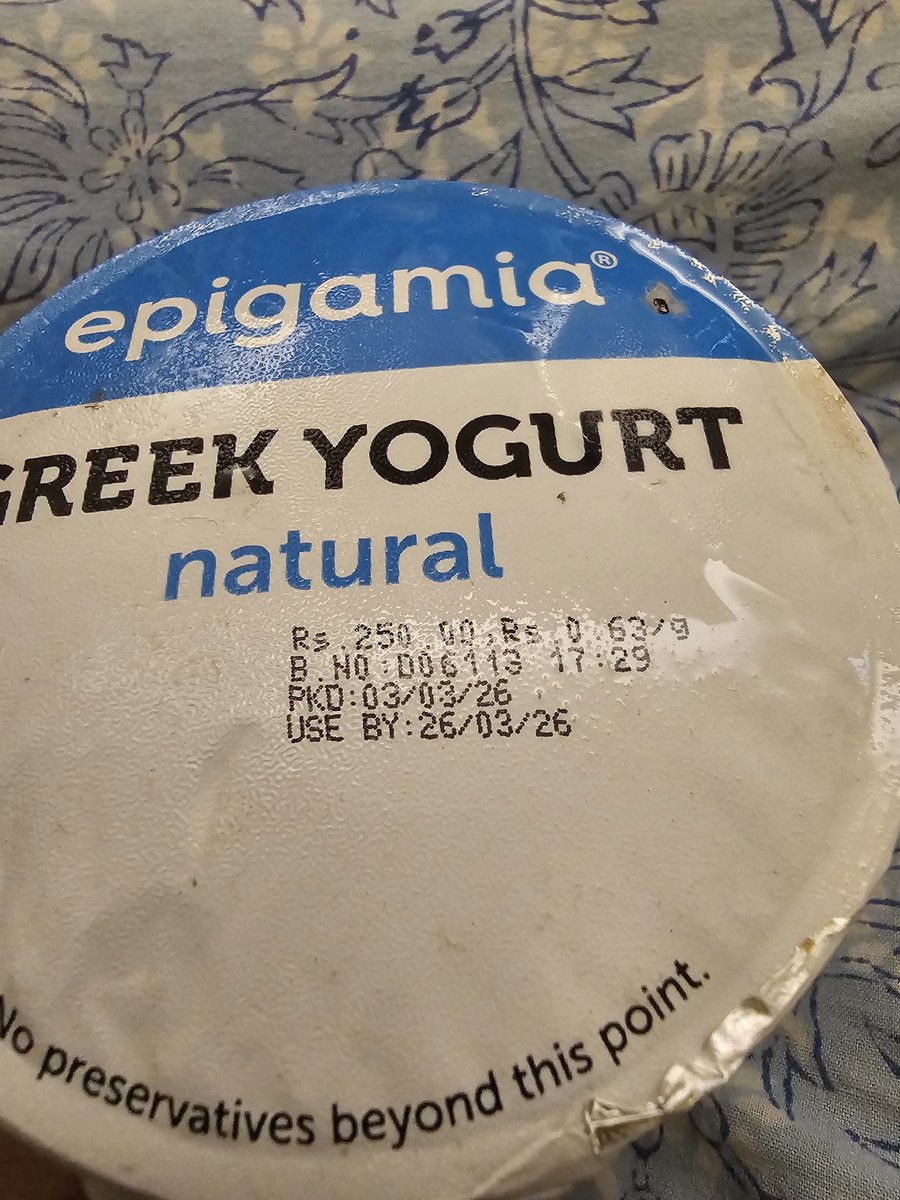 epigamia®
GREEK YOGURT
natural
Rs.250.00,Rs 0.63/g
B.NO:D06113 17:29
PKD:03/03/26
USE BY:26/03/26
No preservatives beyond this point.